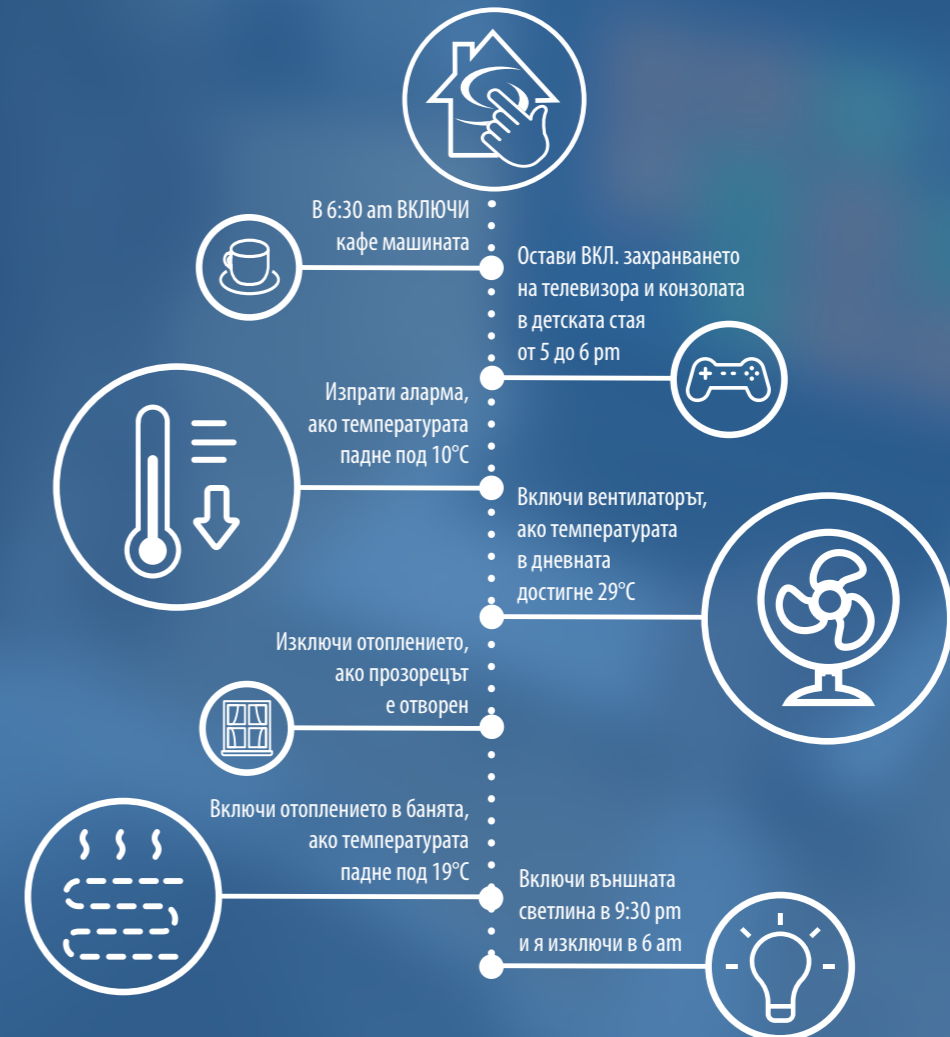 В 6:30 am ВКЛЮЧИ
кафе машината
Остави ВКЛ. захранването
на телевизора и конзолата
в детската стая
от 5 до 6 pm
Изпрати аларма,
ако температурата
падне под 10°C
Включи вентилаторът,
ако температурата
в дневната
достигне 29°C
Изключи отоплението,
ако прозорецът
е отворен
Включи отоплението в банята,
ако температурата
падне под 19°C
Включи външната
светлина в 9:30 pm
и я изключи в 6 am